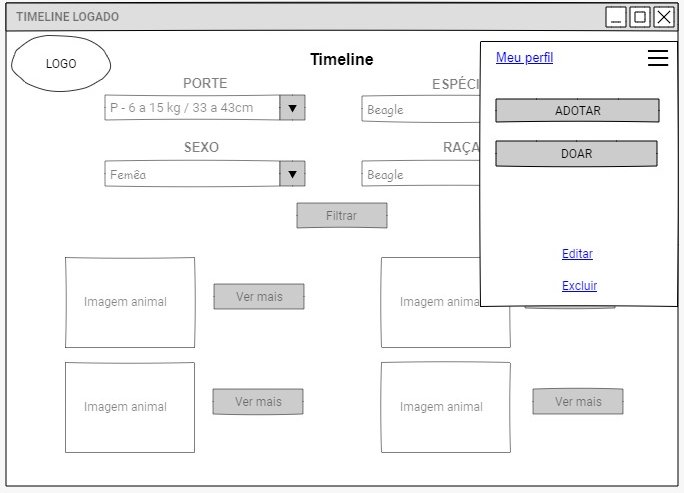 TIMELINE LOGADO
LOGO
Timeline
Meu perfil
PORTE
ESPÉCI
P - 6 a 15 kg / 33 a 43cm
Beagle
ADOTAR
SEXO
RAÇA
DOAR
Femêa
Beagle
Filtrar
Editar
Excluir
Imagem animal
Ver mais
Imagem animal
Imagem animal
Ver mais
Imagem animal
Ver mais